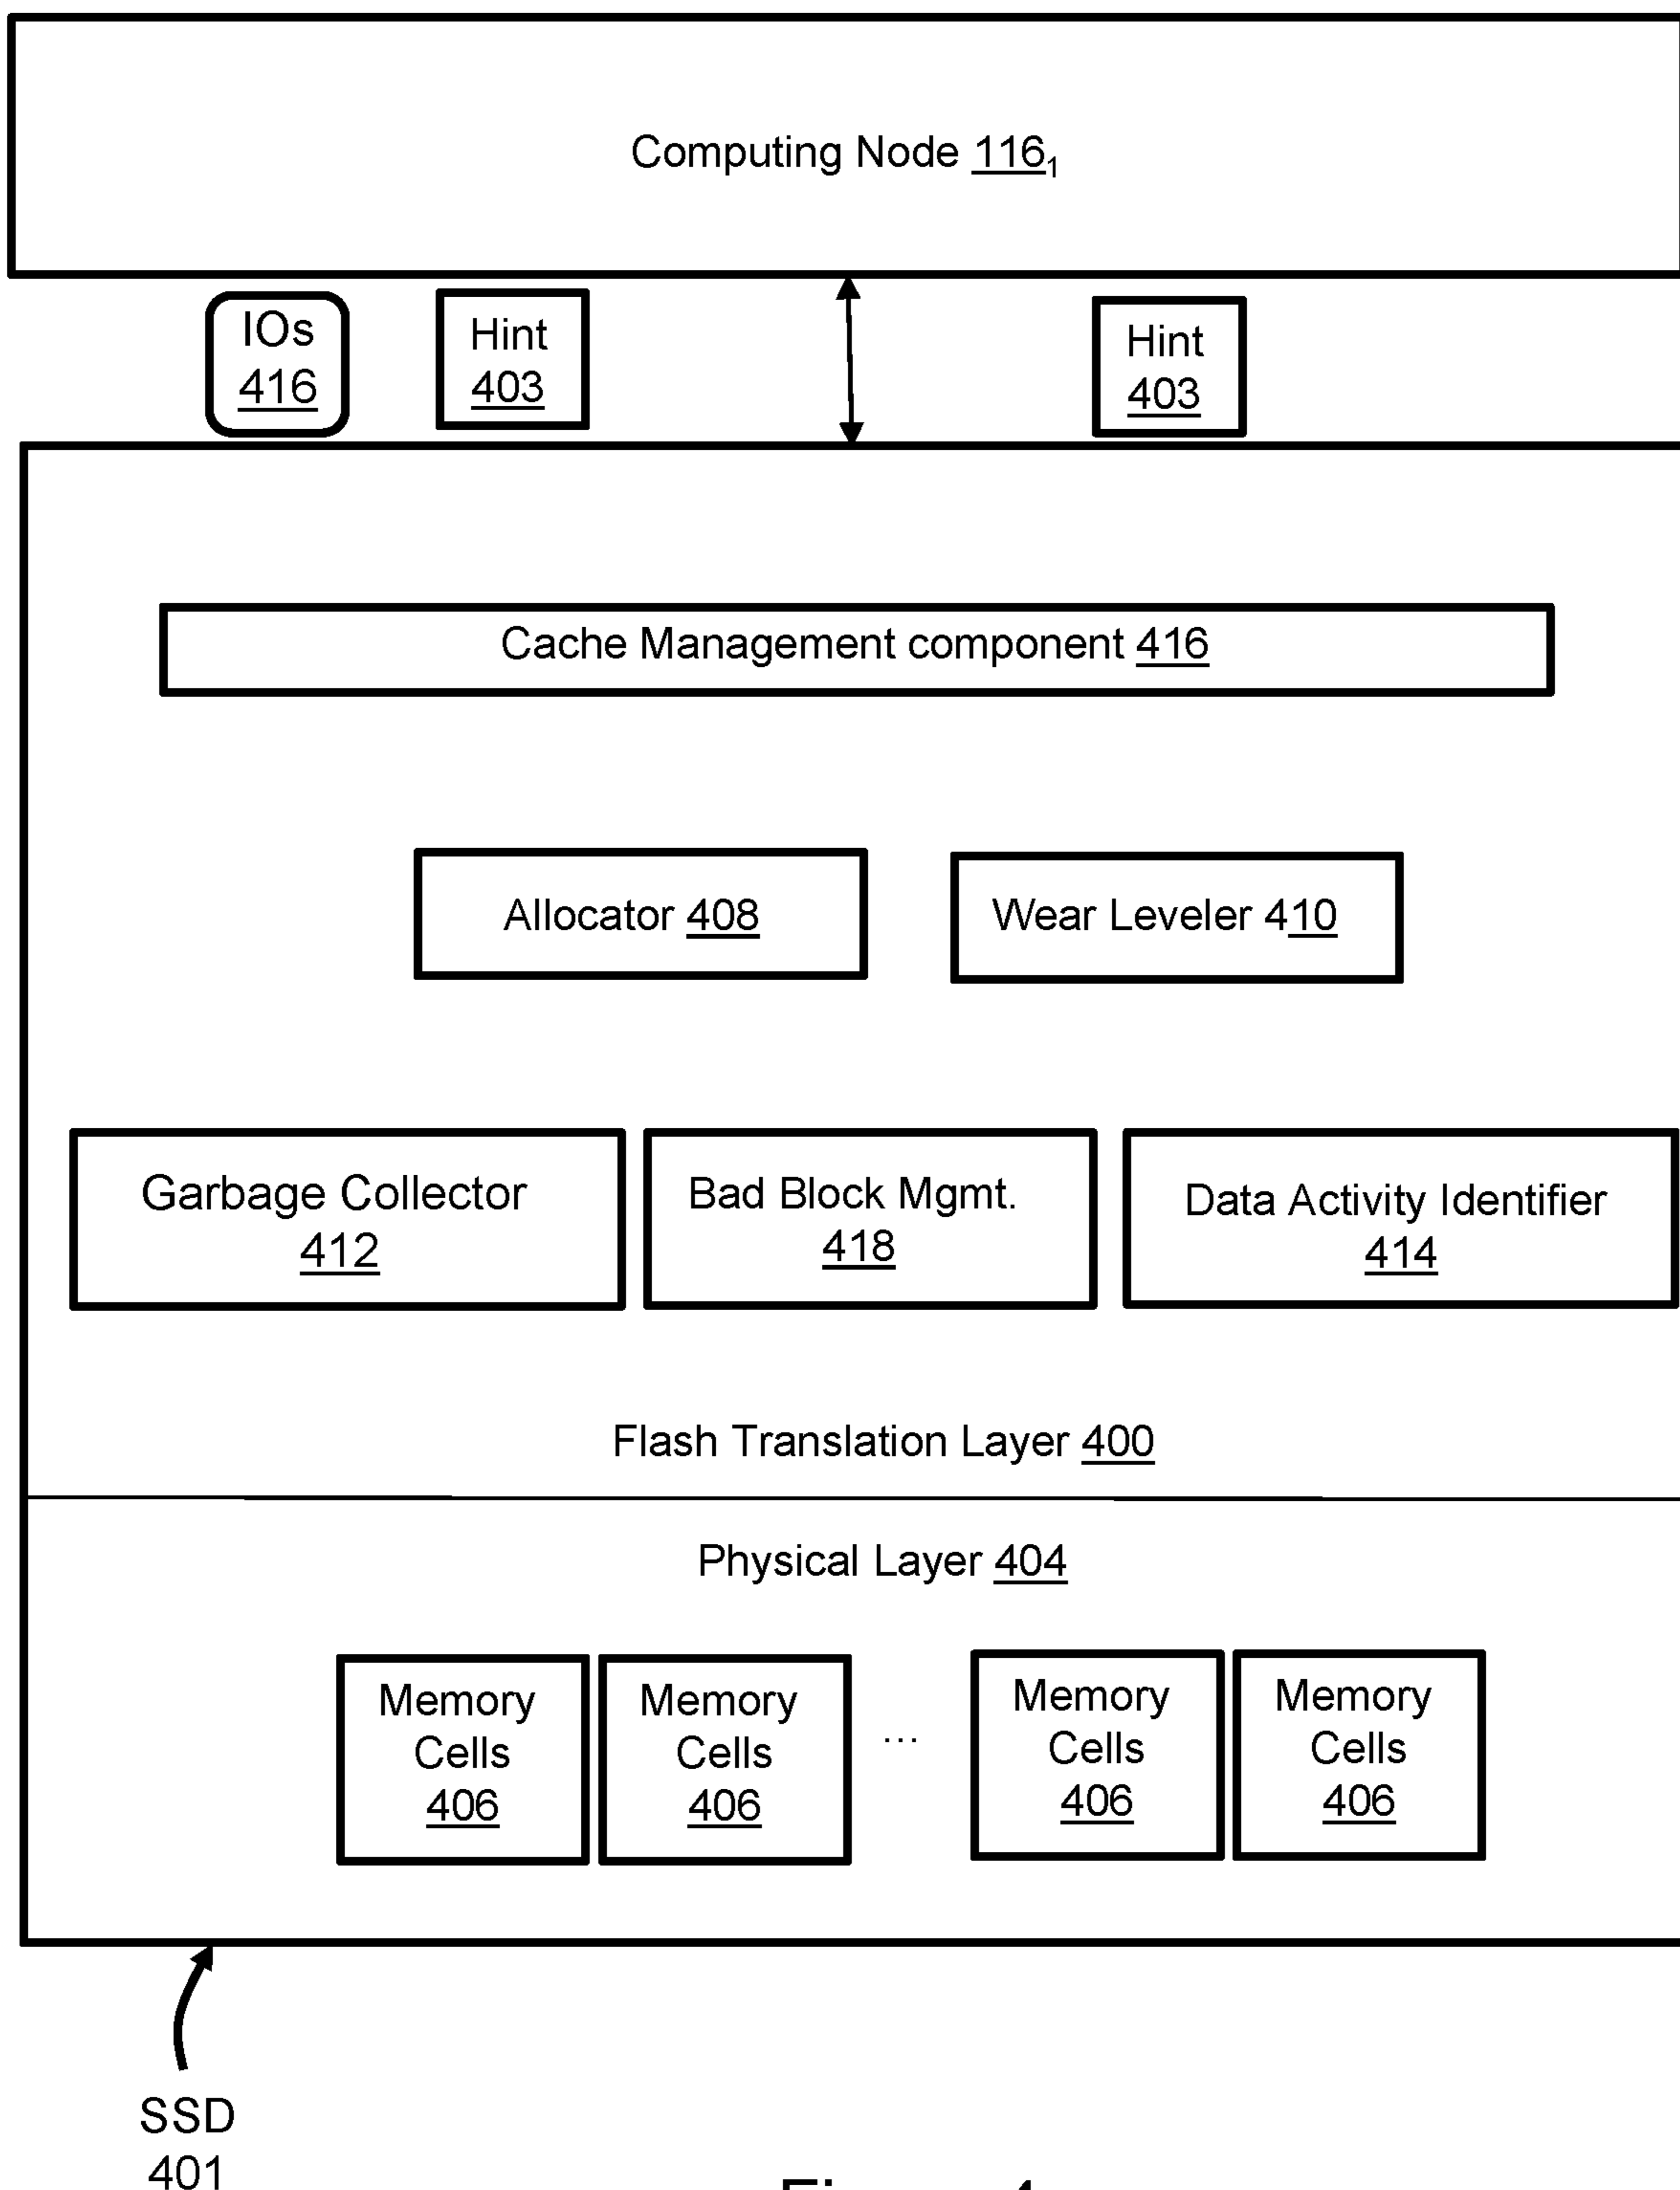 Computing Node 116₁
IOs
416
Hint
403
Hint
403
Cache Management component 416
Allocator 408
Wear Leveler 410
Garbage Collector
412
Bad Block Mgmt.
418
Data Activity Identifier
414
Flash Translation Layer 400
Physical Layer 404
Memory
Cells
406
Memory
Cells
406
...
Memory
Cells
406
Memory
Cells
406
SSD
401